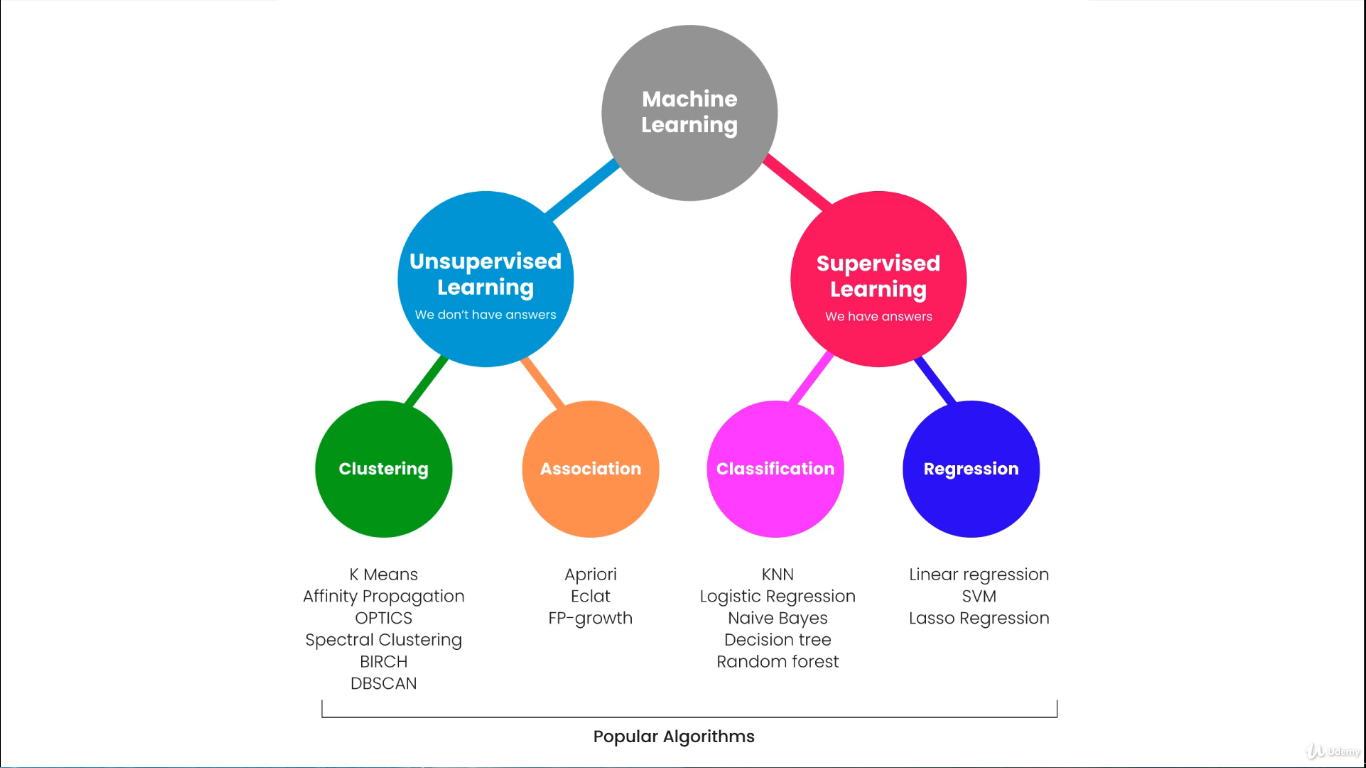 Machine
Learning
Unsupervised
Learning
We don't have answers
Supervised
Learning
We have answers
Clustering
Association
Classification
Regression
K Means
Affinity Propagation
OPTICS
Spectral Clustering
BIRCH
DBSCAN
Apriori
Eclat
FP-growth
KNN
Logistic Regression
Naive Bayes
Decision tree
Random forest
Linear regression
SVM
Lasso Regression
Popular Algorithms
Udemy